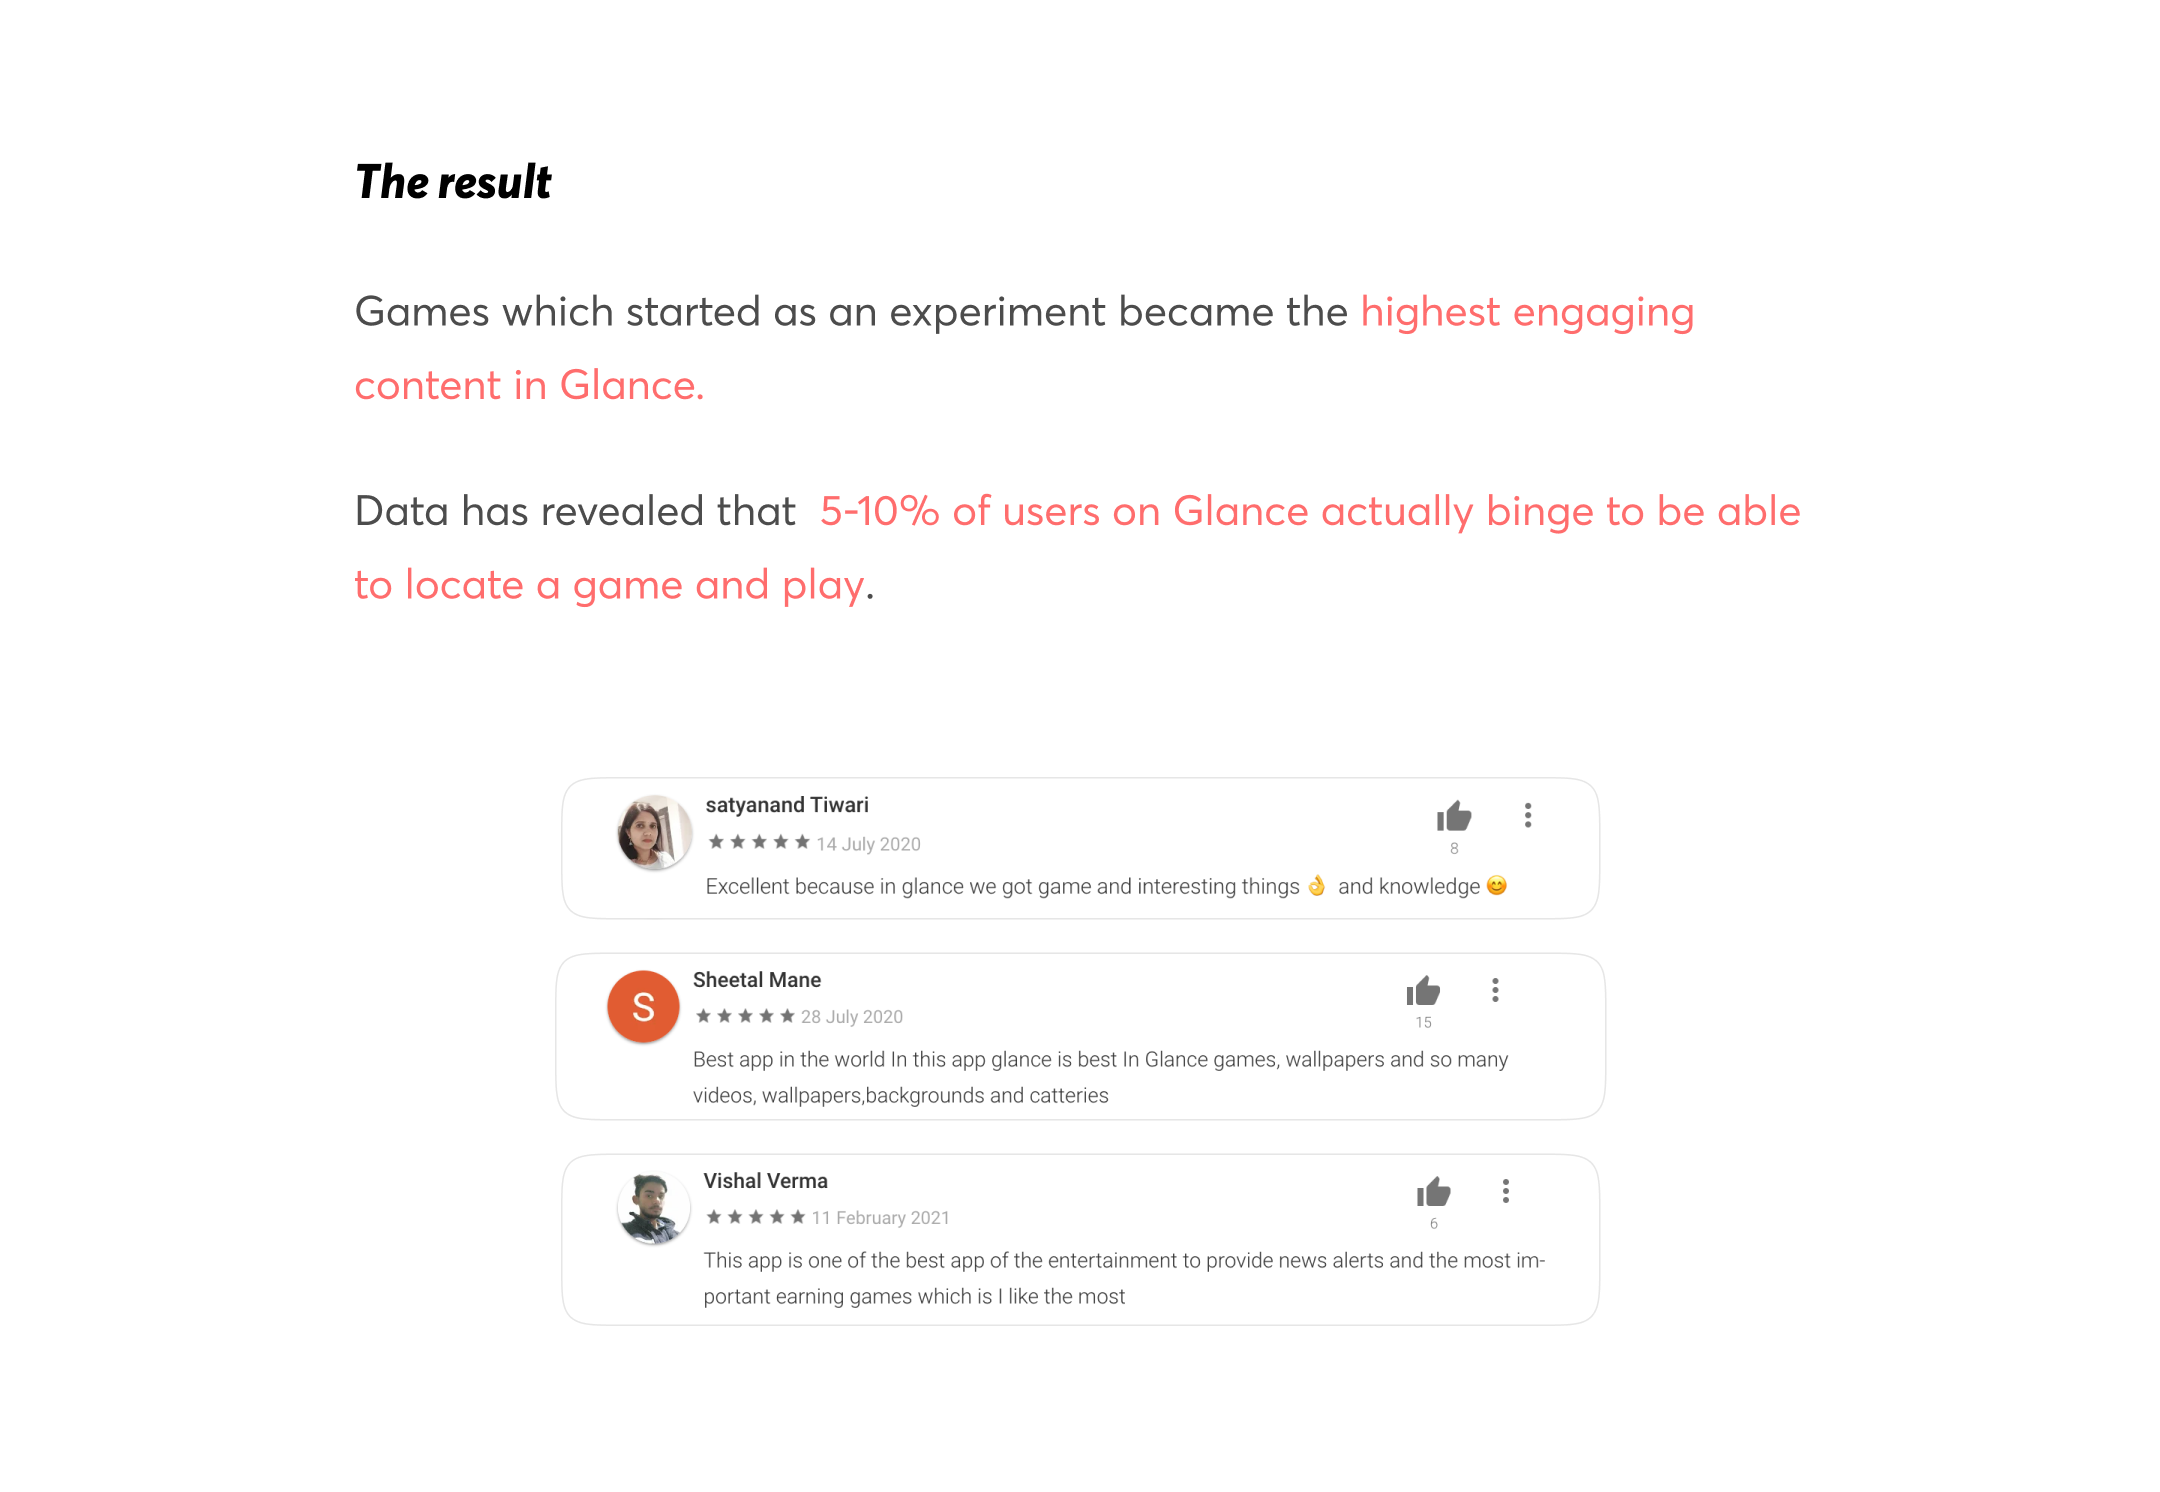 The result
Games which started as an experiment became the highest engaging
content in Glance.
Data has revealed that 5-10% of users on Glance actually binge to be able
to locate a game and play.
satyanand Tiwari
★★★★★ 14 July 2020
8
Excellent because in glance we got game and interesting things 👌 and knowledge 😊
S
Sheetal Mane
★★★★★ 28 July 2020
15
Best app in the world In this app glance is best In Glance games, wallpapers and so many
videos, wallpapers,backgrounds and catteries
Vishal Verma
★★★★★ 11 February 2021
6
This app is one of the best app of the entertainment to provide news alerts and the most im-
portant earning games which is I like the most